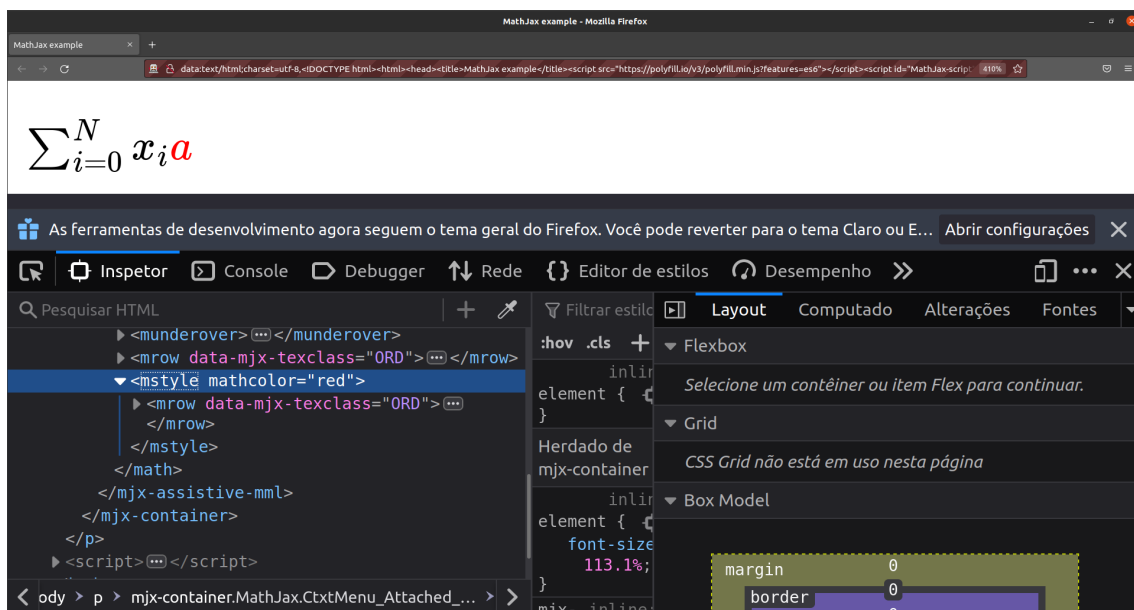 MathJax example - Mozilla Firefox
MathJax example × +
data:text/html;charset=utf-8,<!DOCTYPE html><html><head><title>MathJax example</title><script src="https://polyfill.io/v3/polyfill.min.js?features=es6"></script><script id="MathJax-script 410%
∑_{i=0}^{N} x_i a
As ferramentas de desenvolvimento agora seguem o tema geral do Firefox. Você pode reverter para o tema Claro ou E… Abrir configurações
Inspetor Console Debugger Rede {} Editor de estilos Desempenho
Pesquisar HTML
<munderover></munderover>
<mrow data-mjx-texclass="ORD"></mrow>
<mstyle mathcolor="red">
<mrow data-mjx-texclass="ORD">
</mrow>
</mstyle>
</math>
</mjx-assistive-mml>
</mjx-container>
</p>
<script></script>
ody > p > mjx-container.MathJax.CtxtMenu_Attached_… >
Filtrar estilo
:hov .cls +
inlin
element {
}
Herdado de
mjx-container
inlin
element {
font-size
113.1%;
}
mjx inline
Layout Computado Alterações Fontes
Flexbox
Selecione um contêiner ou item Flex para continuar.
Grid
CSS Grid não está em uso nesta página
Box Model
margin 0
border 0